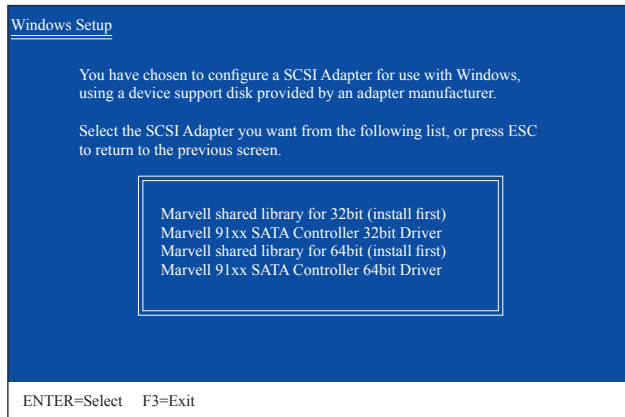 Windows Setup
You have chosen to configure a SCSI Adapter for use with Windows,
using a device support disk provided by an adapter manufacturer.
Select the SCSI Adapter you want from the following list, or press ESC
to return to the previous screen.
Marvell shared library for 32bit (install first)
Marvell 91xx SATA Controller 32bit Driver
Marvell shared library for 64bit (install first)
Marvell 91xx SATA Controller 64bit Driver
ENTER=Select F3=Exit